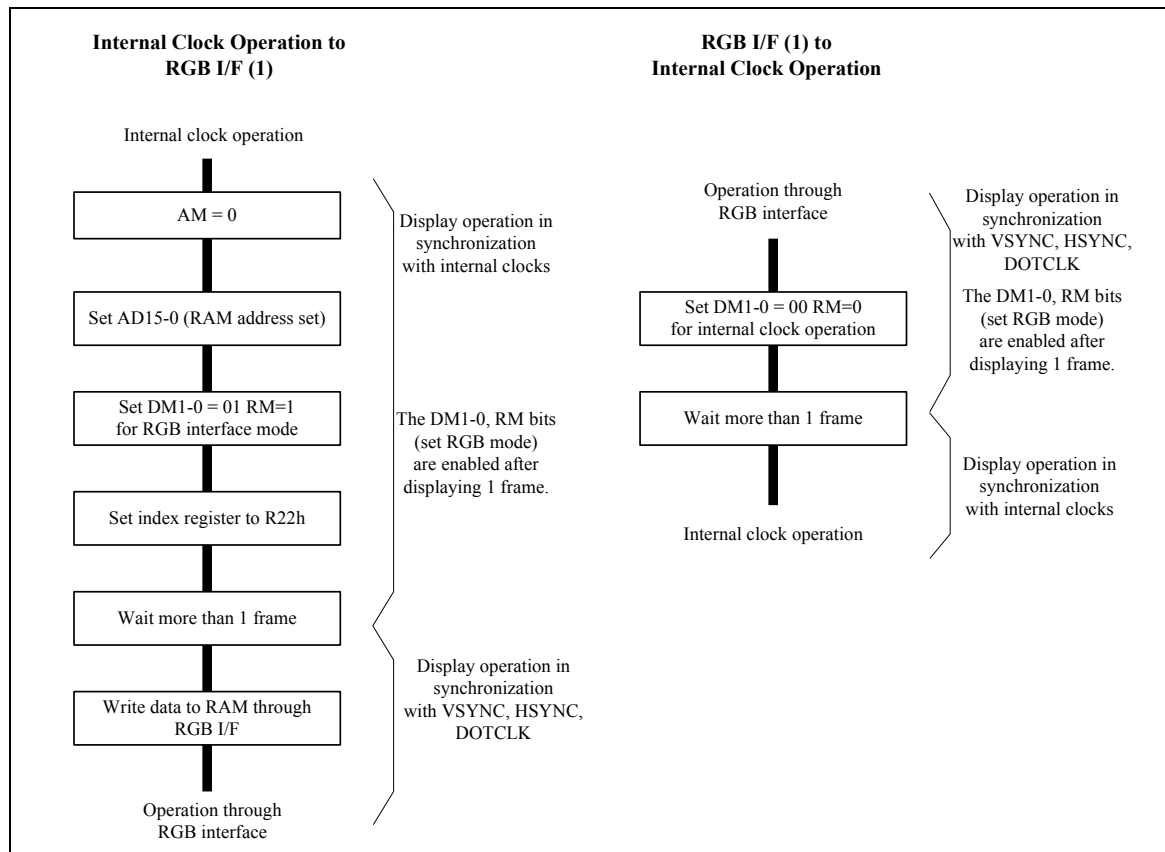 Internal Clock Operation to
RGB I/F (1)
Internal clock operation
AM = 0
Set AD15-0 (RAM address set)
Set DM1-0 = 01 RM=1
for RGB interface mode
Set index register to R22h
Wait more than 1 frame
Write data to RAM through
RGB I/F
Operation through
RGB interface
Display operation in
synchronization
with internal clocks
The DM1-0, RM bits
(set RGB mode)
are enabled after
displaying 1 frame.
Display operation in
synchronization
with VSYNC, HSYNC,
DOTCLK
RGB I/F (1) to
Internal Clock Operation
Operation through
RGB interface
Set DM1-0 = 00 RM=0
for internal clock operation
Wait more than 1 frame
Internal clock operation
Display operation in
synchronization
with VSYNC, HSYNC,
DOTCLK
The DM1-0, RM bits
(set RGB mode)
are enabled after
displaying 1 frame.
Display operation in
synchronization
with internal clocks